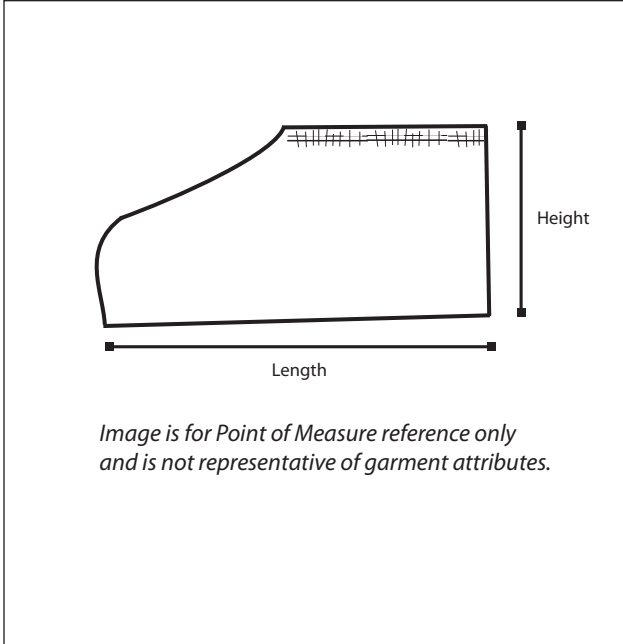 Height
Length
Image is for Point of Measure reference only
and is not representative of garment attributes.